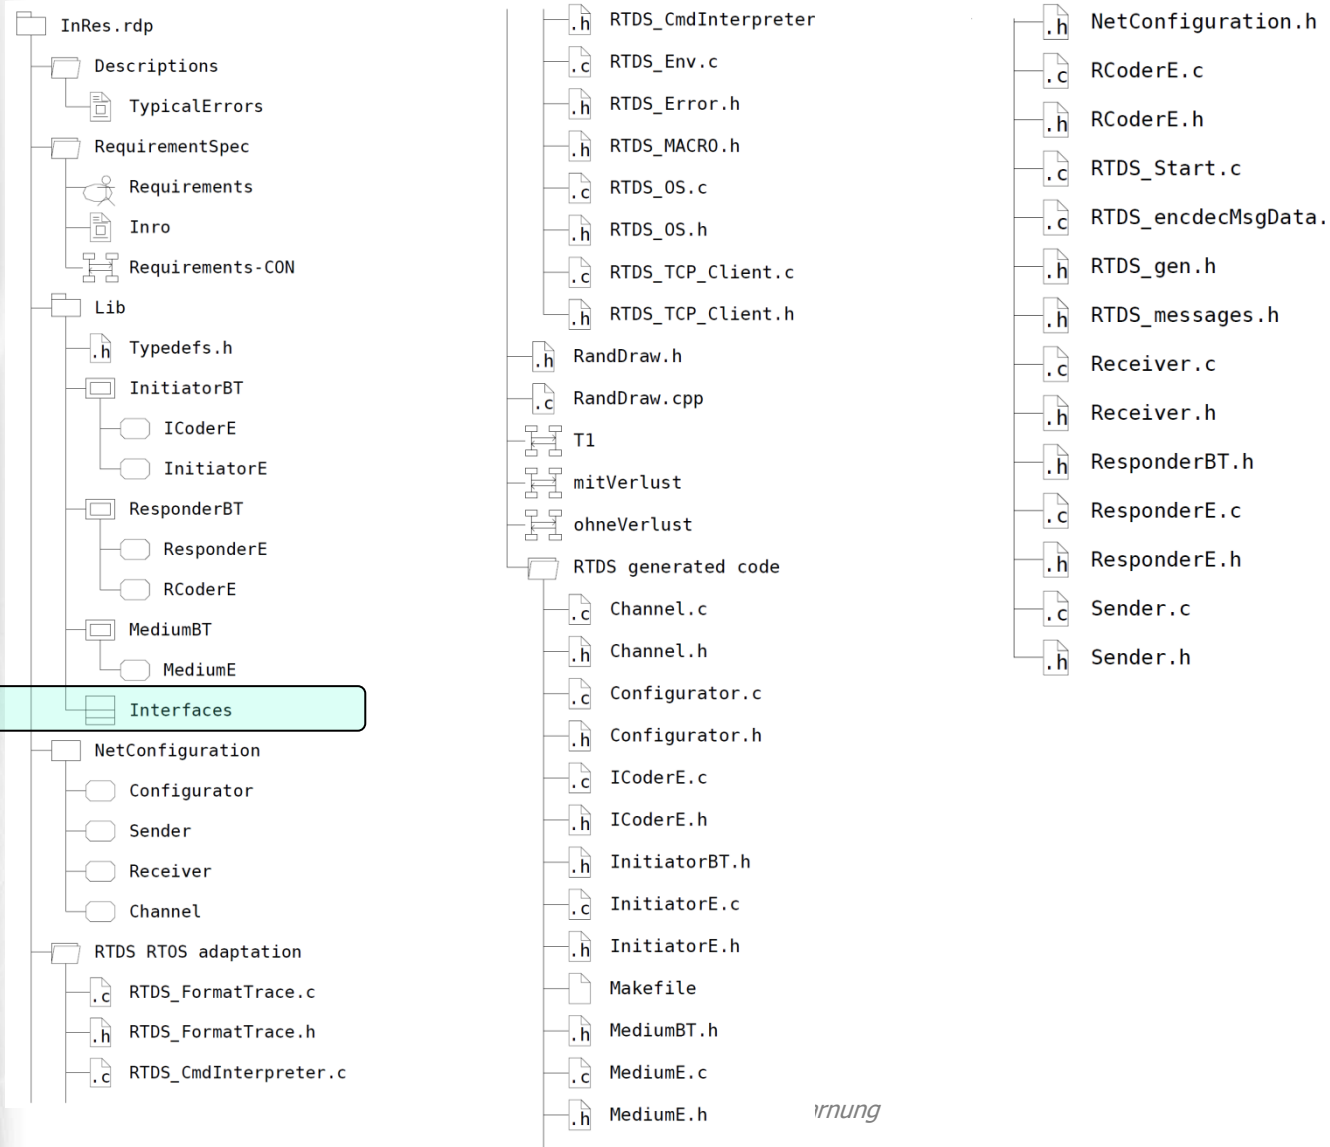 InRes.rdp
Descriptions
TypicalErrors
RequirementSpec
Requirements
Inro
Requirements-CON
Lib
.h Typedefs.h
InitiatorBT
ICoderE
InitiatorE
ResponderBT
ResponderE
RCoderE
MediumBT
MediumE
Interfaces
NetConfiguration
Configurator
Sender
Receiver
Channel
RTDS RTOS adaptation
.c RTDS_FormatTrace.c
.h RTDS_FormatTrace.h
.c RTDS_CmdInterpreter.c
.h RTDS_CmdInterpreter
.c RTDS_Env.c
.h RTDS_Error.h
.h RTDS_MACRO.h
.c RTDS_OS.c
.h RTDS_OS.h
.c RTDS_TCP_Client.c
.h RTDS_TCP_Client.h
.h RandDraw.h
.c RandDraw.cpp
T1
mitVerlust
ohneVerlust
RTDS generated code
.c Channel.c
.h Channel.h
.c Configurator.c
.h Configurator.h
.c ICoderE.c
.h ICoderE.h
.h InitiatorBT.h
.c InitiatorE.c
.h InitiatorE.h
Makefile
.h MediumBT.h
.c MediumE.c
.h MediumE.h
.h NetConfiguration.h
.c RCoderE.c
.h RCoderE.h
.c RTDS_Start.c
.c RTDS_encdecMsgData.
.h RTDS_gen.h
.h RTDS_messages.h
.c Receiver.c
.h Receiver.h
.h ResponderBT.h
.c ResponderE.c
.h ResponderE.h
.c Sender.c
.h Sender.h